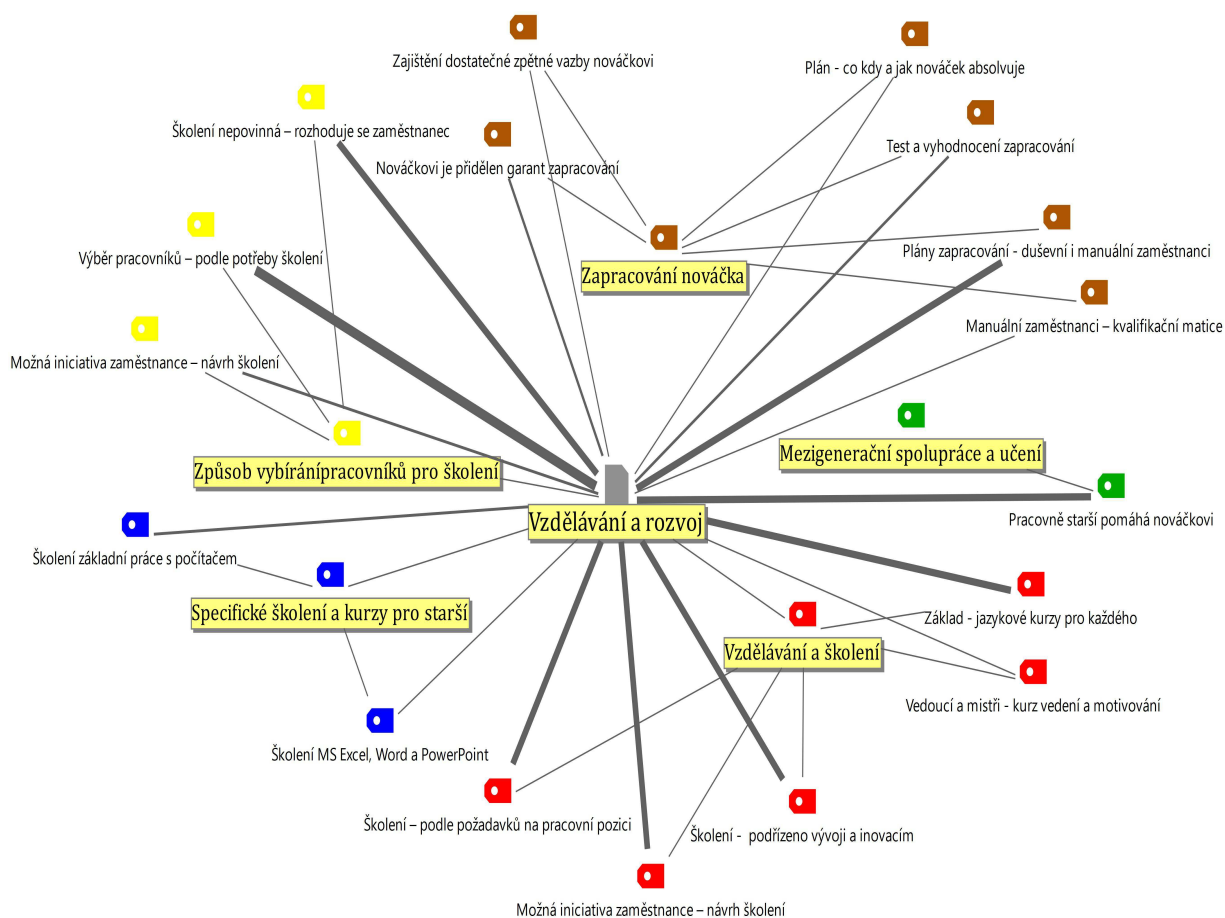 Zajištění dostatečné zpětné vazby nováčkovi
Plán - co kdy a jak nováček absolvuje
Školení nepovinná – rozhoduje se zaměstnanec
Test a vyhodnocení zapracování
Nováčkovi je přidělen garant zapracování
Výběr pracovníků – podle potřeby školení
Plány zapracování - duševní i manuální zaměstnanci
Zapracování nováčka
Manuální zaměstnanci – kvalifikační matice
Možná iniciativa zaměstnance – návrh školení
Mezigenerační spolupráce a učení
Způsob vybíránípracovníků pro školení
Pracovně starší pomáhá nováčkovi
Vzdělávání a rozvoj
Školení základní práce s počítačem
Specifické školení a kurzy pro starší
Základ - jazykové kurzy pro každého
Vzdělávání a školení
Vedoucí a mistři - kurz vedení a motivování
Školení MS Excel, Word a PowerPoint
Školení – podle požadavků na pracovní pozici
Školení - podřízeno vývoji a inovacím
Možná iniciativa zaměstnance – návrh školení